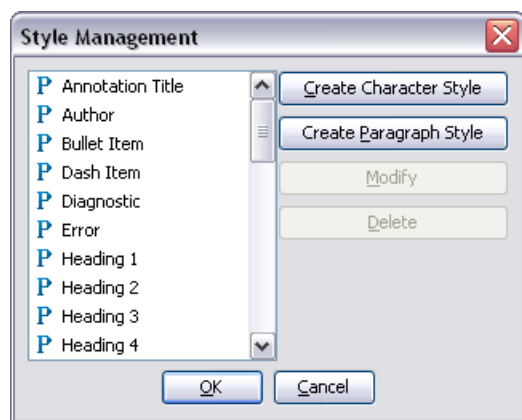 Style Management
P Annotation Title
P Author
P Bullet Item
P Dash Item
P Diagnostic
P Error
P Heading 1
P Heading 2
P Heading 3
P Heading 4
Create Character Style
Create Paragraph Style
Modify
Delete
OK
Cancel